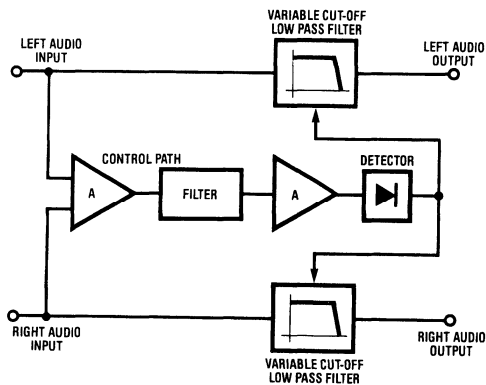 VARIABLE CUT-OFF
LOW PASS FILTER
LEFT AUDIO
INPUT
LEFT AUDIO
OUTPUT
CONTROL PATH
DETECTOR
A
FILTER
A
RIGHT AUDIO
INPUT
RIGHT AUDIO
OUTPUT
VARIABLE CUT-OFF
LOW PASS FILTER